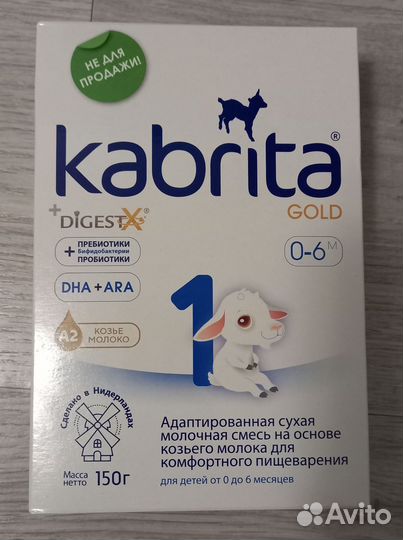 НЕ ДЛЯ
ПРОДАЖИ!
kabrita®
GOLD
+DIGESTX®
0-6 М
+ ПРЕБИОТИКИ
Бифидобактерии
ПРОБИОТИКИ
DHA+ARA
1
A2 КОЗЬЕ
МОЛОКО
Сделано в Нидерландах
Адаптированная сухая
молочная смесь на основе
козьего молока для
комфортного пищеварения
для детей от 0 до 6 месяцев
Масса
нетто 150г
Avito